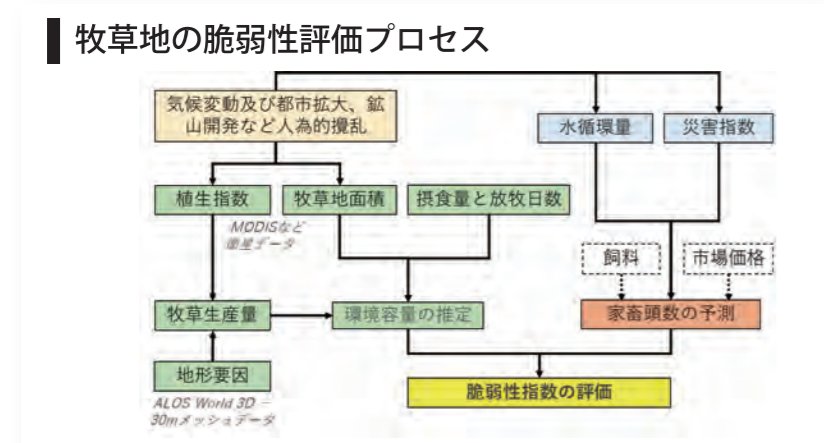 牧草地の脆弱性評価プロセス
気候変動及び都市拡大、鉱
山開発など人為的攪乱
水循環量
災害指数
植生指数
牧草地面積
摂食量と放牧日数
MODISなど
衛星データ
飼料
市場価格
牧草生産量
環境容量の推定
家畜頭数の予測
地形要因
脆弱性指数の評価
ALOS World 3D –
30mメッシュデータ